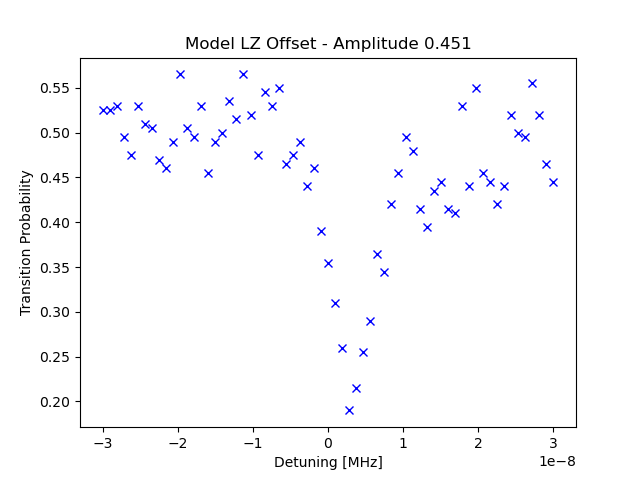 Model LZ Offset - Amplitude 0.451
Transition Probability
0.55
0.50
0.45
0.40
0.35
0.30
0.25
0.20
−3 −2 −1 0 1 2 3
1e−8
Detuning [MHz]